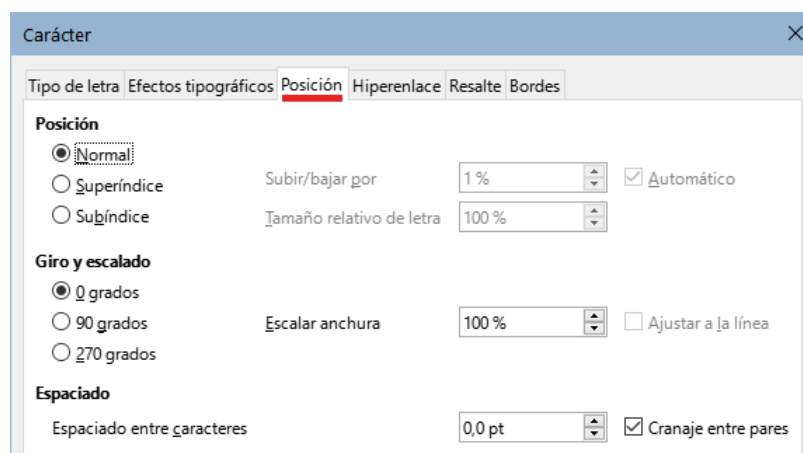 Carácter
Tipo de letra Efectos tipográficos Posición Hiperenlace Resalte Bordes
Posición
Normal
Superíndice Subir/bajar por 1 % Automático
Subíndice Tamaño relativo de letra 100 %
Giro y escalado
0 grados
90 grados Escalar anchura 100 % Ajustar a la línea
270 grados
Espaciado
Espaciado entre caracteres 0,0 pt Cranaje entre pares